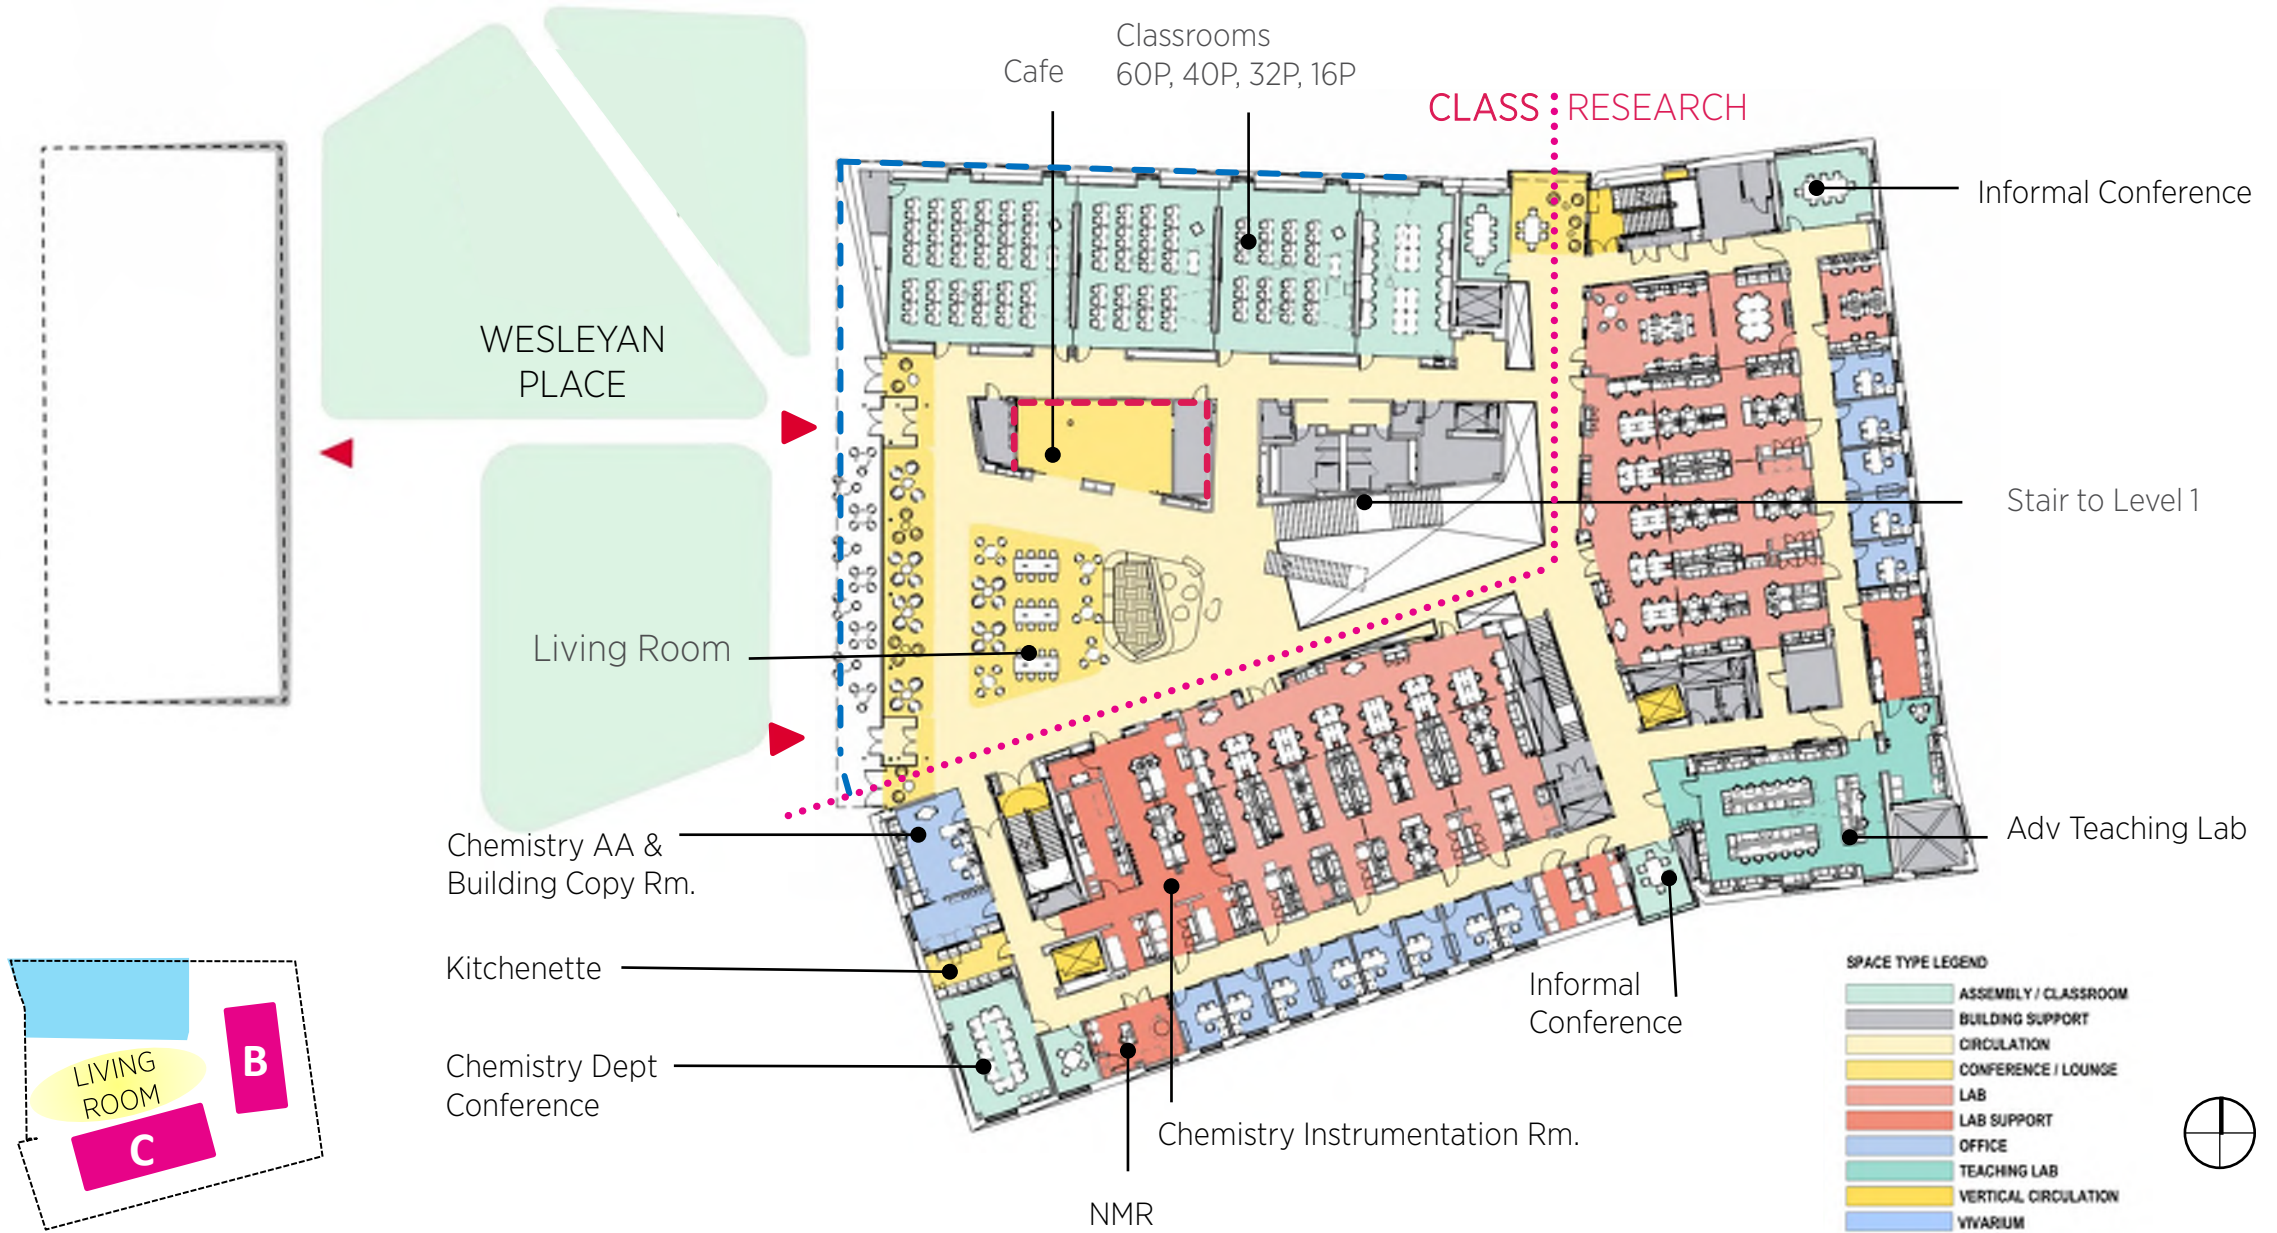 Classrooms
Cafe
60P, 40P, 32P, 16P
CLASS RESEARCH
Informal Conference
WESLEYAN
PLACE
Stair to Level 1
Living Room
Adv Teaching Lab
Chemistry AA &
Building Copy Rm.
Kitchenette
Informal
Conference
Chemistry Dept
Conference
Chemistry Instrumentation Rm.
NMR
LIVING
ROOM
B
C
SPACE TYPE LEGEND
ASSEMBLY / CLASSROOM
BUILDING SUPPORT
CIRCULATION
CONFERENCE / LOUNGE
LAB
LAB SUPPORT
OFFICE
TEACHING LAB
VERTICAL CIRCULATION
VIVARIUM